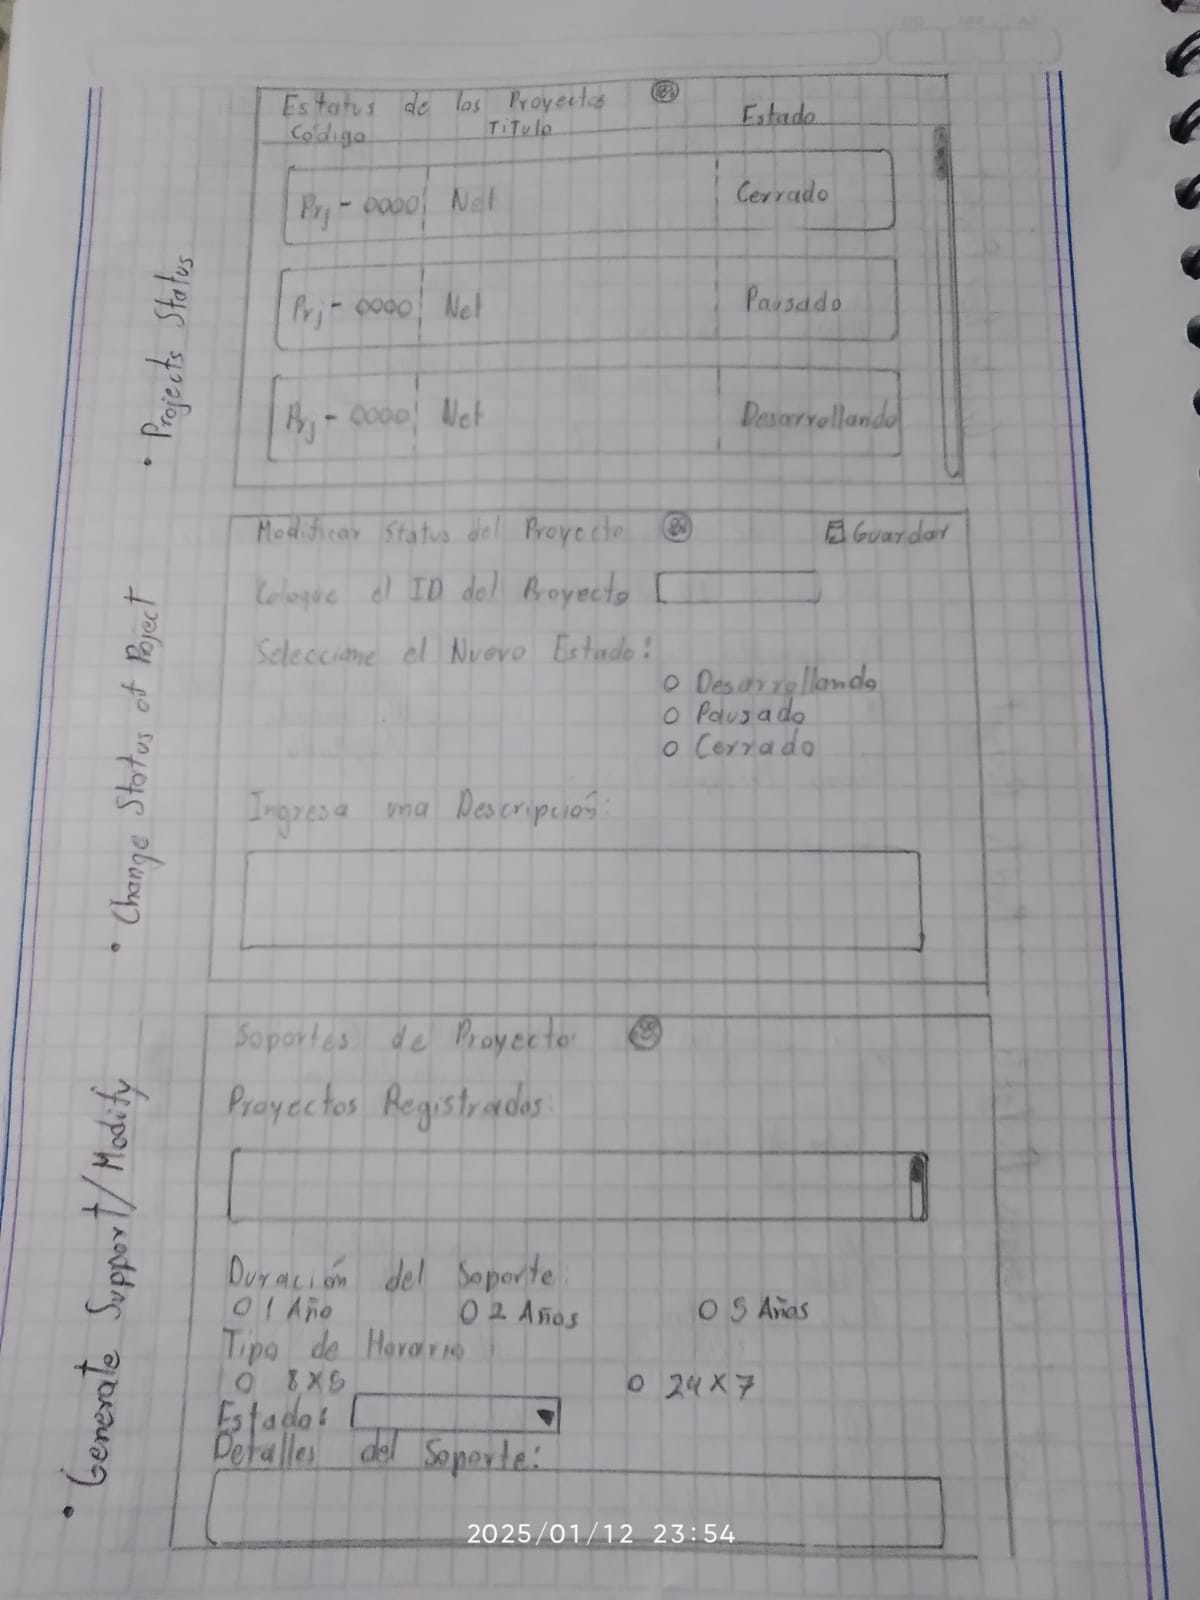 Estatus de los Proyectos
Código Titulo Estado
Prj - 0000 Net Cerrado
Prj - 0000 Net Pausado
Prj - 0000 Net Desarrollando
• Projects Status
Modificar Status del Proyecto Guardar
Coloque el ID del Proyecto
Seleccione el Nuevo Estado:
O Desarrollando
O Pausado
O Cerrado
Ingresa una Descripción:
• Change Status of Poject
Soportes de Proyecto
Proyectos Registrados:
Duración del Soporte:
O 1 Año O 2 Años O 5 Años
Tipo de Horario:
O 8X5 O 24X7
Estado:
Detalles del Soporte:
• Generate Support/Modify
2025/01/12 23:54